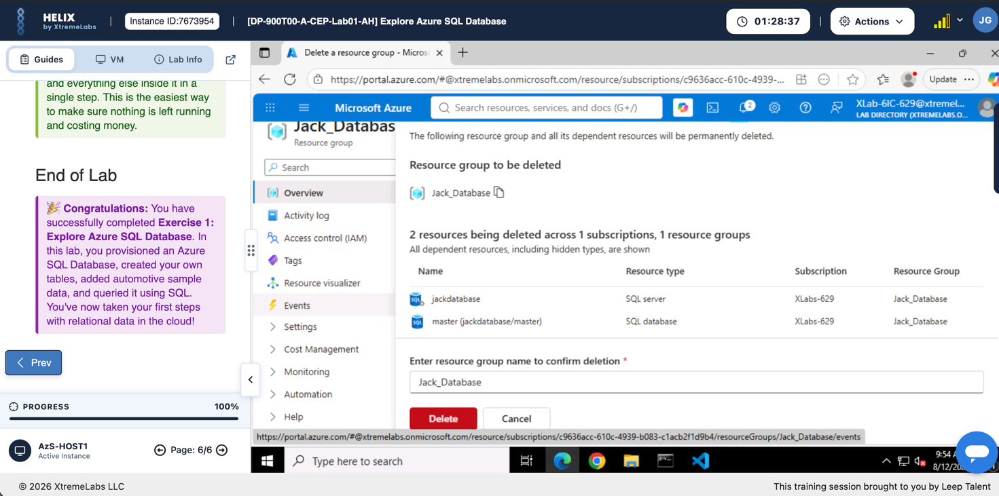 HELIX
by XtremeLabs
Instance ID:7673954
[DP-900T00-A-CEP-Lab01-AH] Explore Azure SQL Database
01:28:37
Actions
JG
Guides
VM
Lab Info
and everything else inside it in a
single step. This is the easiest way
to make sure nothing is left running
and costing money.
End of Lab
Congratulations: You have
successfully completed Exercise 1:
Explore Azure SQL Database. In
this lab, you provisioned an Azure
SQL Database, created your own
tables, added automotive sample
data, and queried it using SQL.
You've now taken your first steps
with relational data in the cloud!
Prev
PROGRESS
100%
AzS-HOST1
Active Instance
Page: 6/6
Delete a resource group - Micros
https://portal.azure.com/#@xtremelabs.onmicrosoft.com/resource/subscriptions/c9636acc-610c-4939-...
Update
Microsoft Azure
Search resources, services, and docs (G+/)
2
XLab-6IC-629@xtremel...
LAB DIRECTORY (XTREMELABS.O...
Jack_Databas
Resource group
Search
Overview
Activity log
Access control (IAM)
Tags
Resource visualizer
Events
Settings
Cost Management
Monitoring
Automation
Help
The following resource group and all its dependent resources will be permanently deleted.
Resource group to be deleted
Jack_Database
2 resources being deleted across 1 subscriptions, 1 resource groups
All dependent resources, including hidden types, are shown
Name Resource type Subscription Resource Group
SQL jackdatabase SQL server XLabs-629 Jack_Database
SQL master (jackdatabase/master) SQL database XLabs-629 Jack_Database
Enter resource group name to confirm deletion *
Jack_Database
Delete
Cancel
https://portal.azure.com/#@xtremelabs.onmicrosoft.com/resource/subscriptions/c9636acc-610c-4939-b083-c1acb2f1d9b4/resourceGroups/Jack_Database/events
Type here to search
9:54 A
8/12/20
© 2026 XtremeLabs LLC
This training session brought to you by Leep Talent